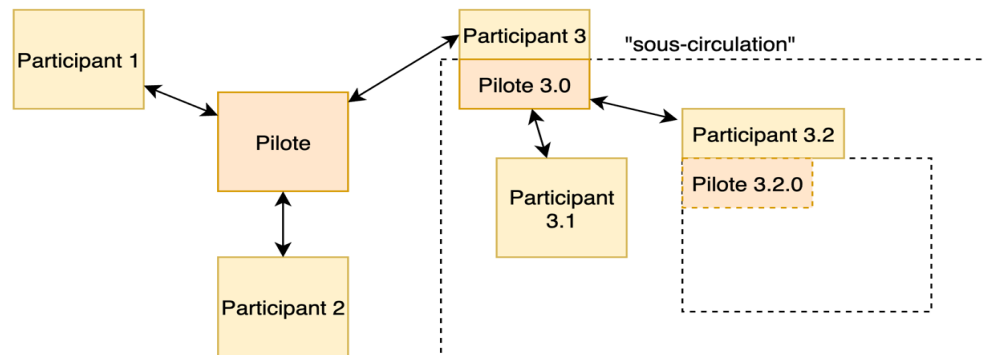 Participant 1
Pilote
Participant 2
Participant 3
Pilote 3.0
"sous-circulation"
Participant
3.1
Participant 3.2
Pilote 3.2.0